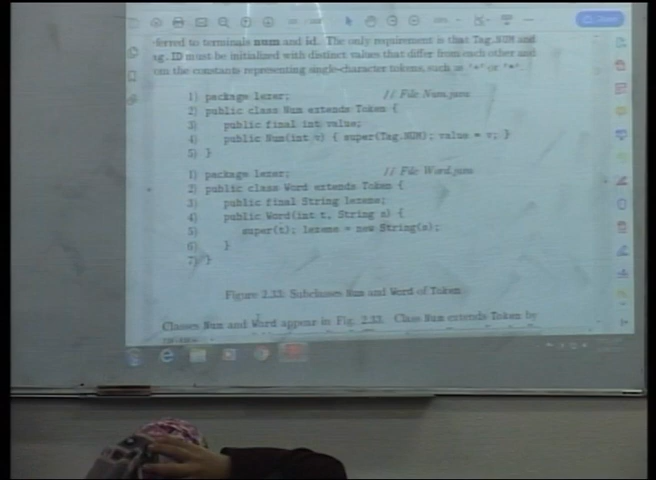 ferred to terminals num and id. The only requirement is that Tag.NUM and
ag.ID must be initialized with distinct values that differ from each other and
om the constants representing single-character tokens, such as '+' or '*'.
1) package lexer; // File Num.java
2) public class Num extends Token {
3) public final int value;
4) public Num(int v) { super(Tag.NUM); value = v; }
5) }
1) package lexer; // File Word.java
2) public class Word extends Token {
3) public final String lexeme;
4) public Word(int t, String s) {
5) super(t); lexeme = new String(s);
6) }
7) }
Figure 2.33: Subclasses Num and Word of Token
Classes Num and Word appear in Fig. 2.33. Class Num extends Token by